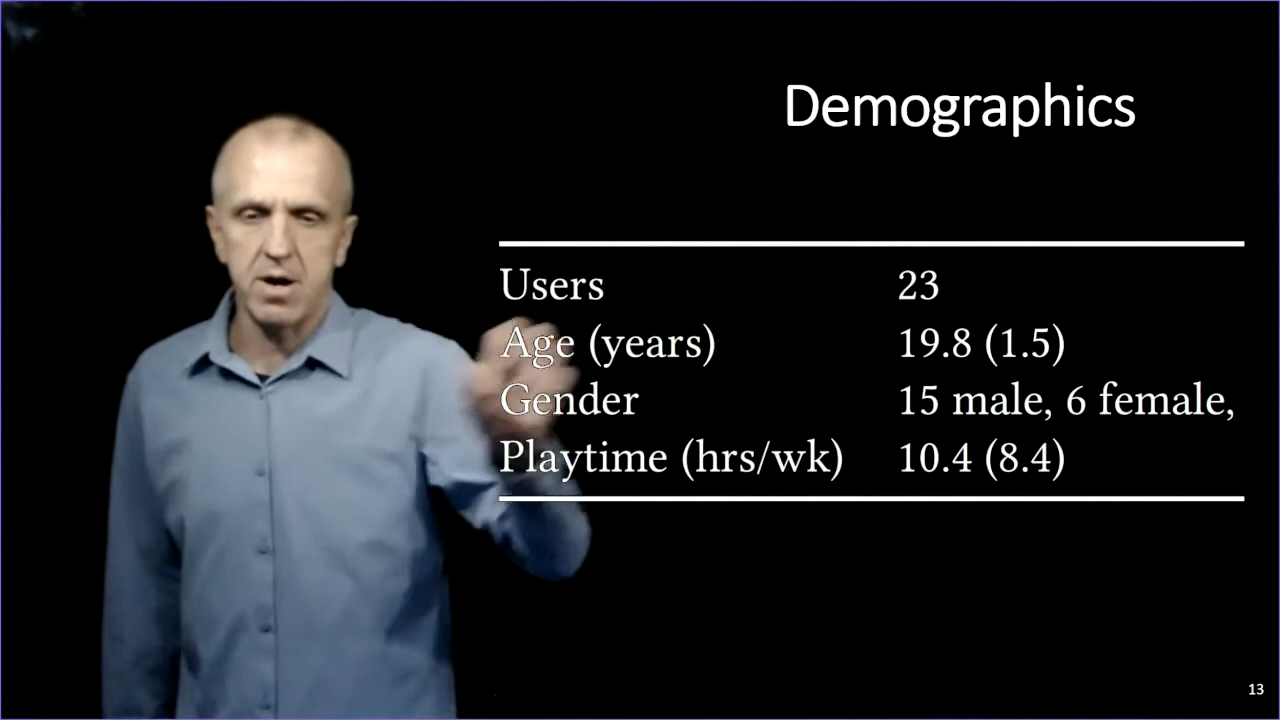 Demographics
Users 23
Age (years) 19.8 (1.5)
Gender 15 male, 6 female,
Playtime (hrs/wk) 10.4 (8.4)
13